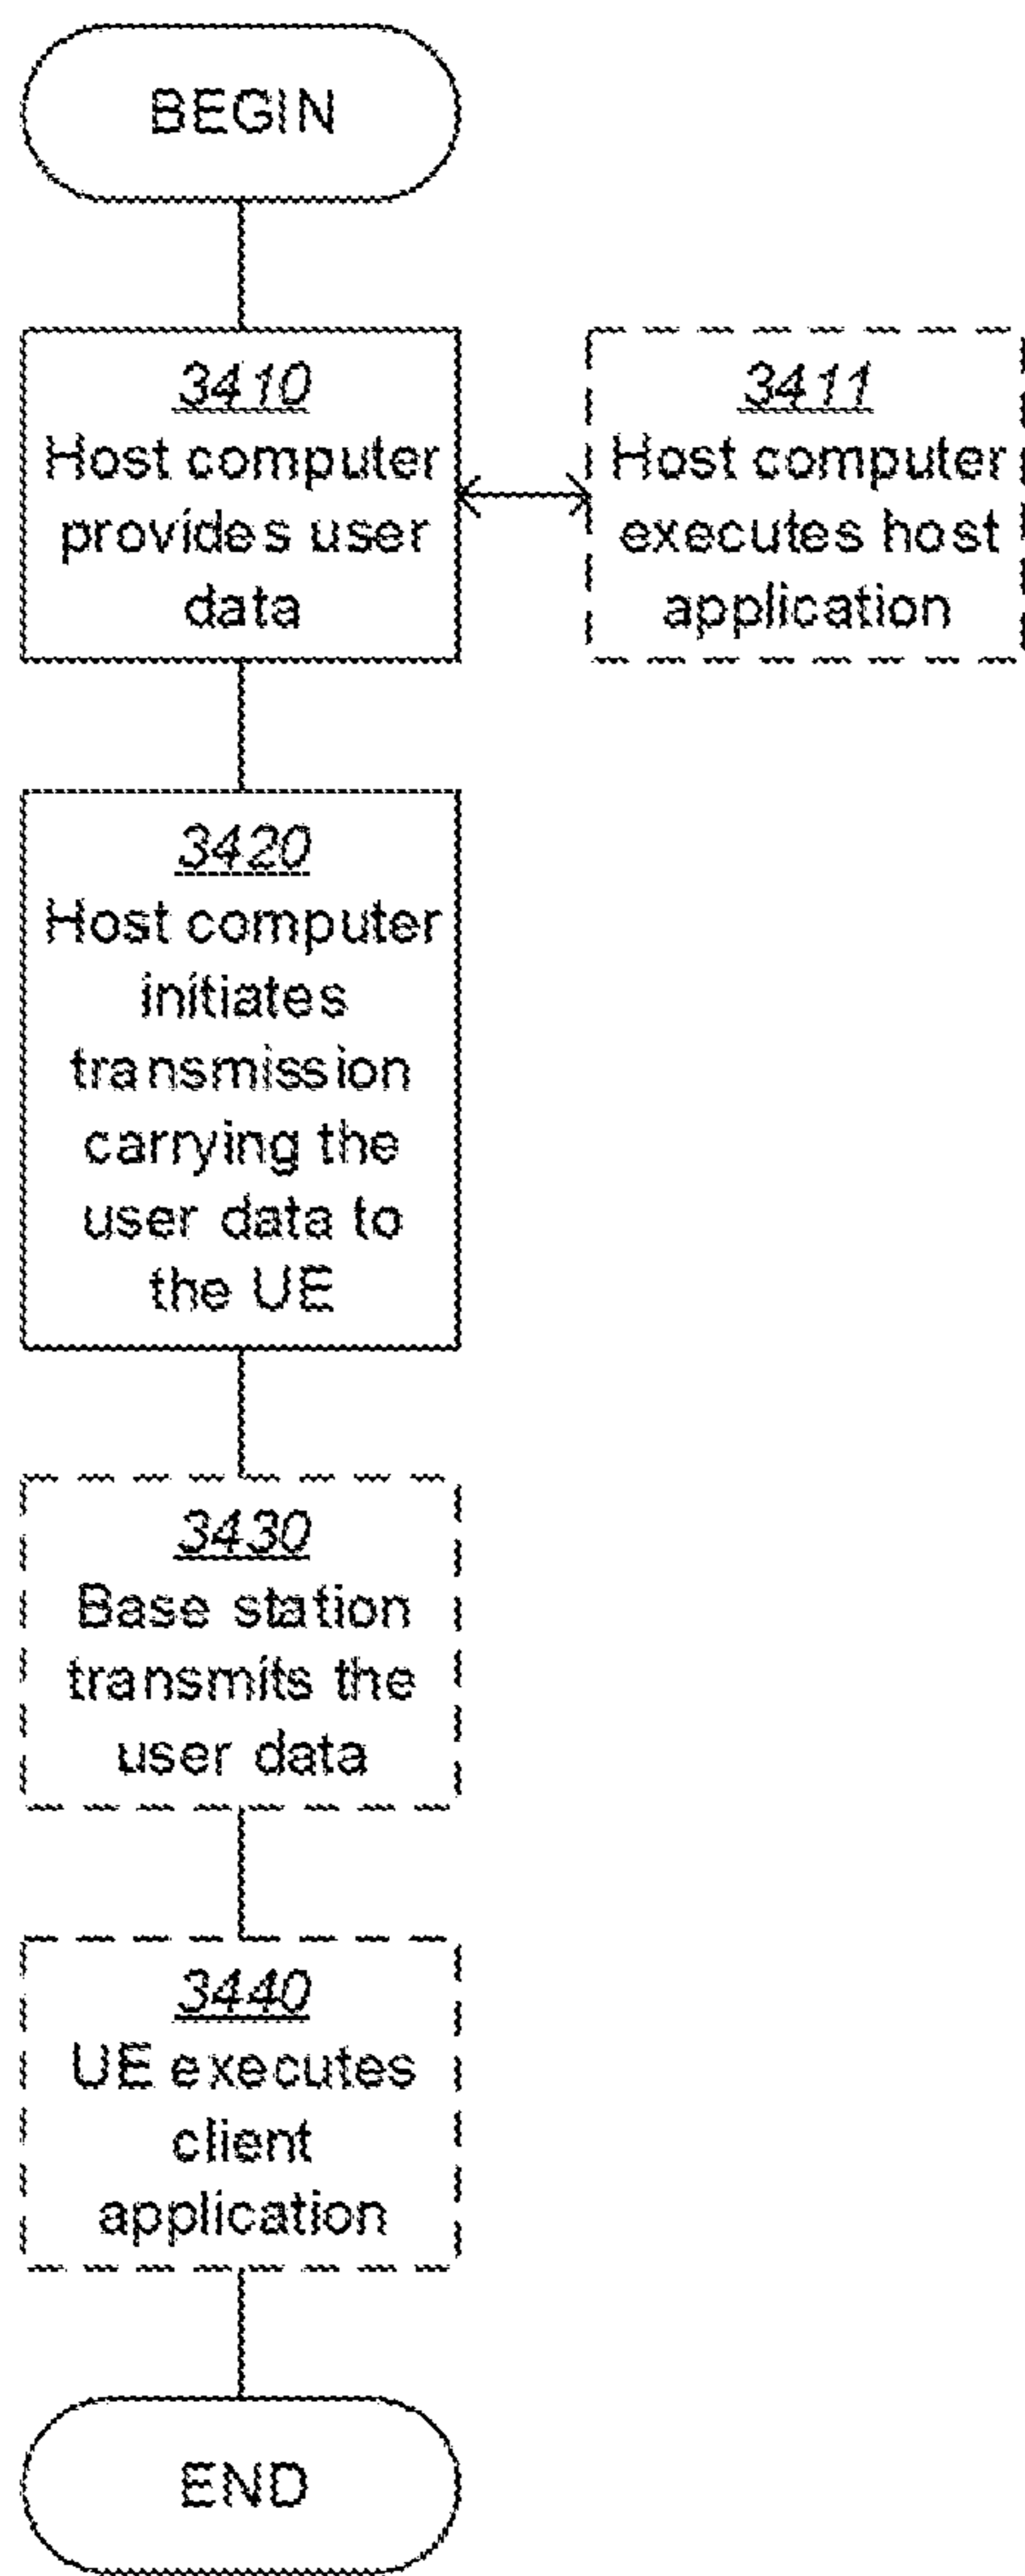 BEGIN
3410
Host computer
provides user
data
3411
Host computer
executes host
application
3420
Host computer
initiates
transmission
carrying the
user data to
the UE
3430
Base station
transmits the
user data
3440
UE executes
client
application
END